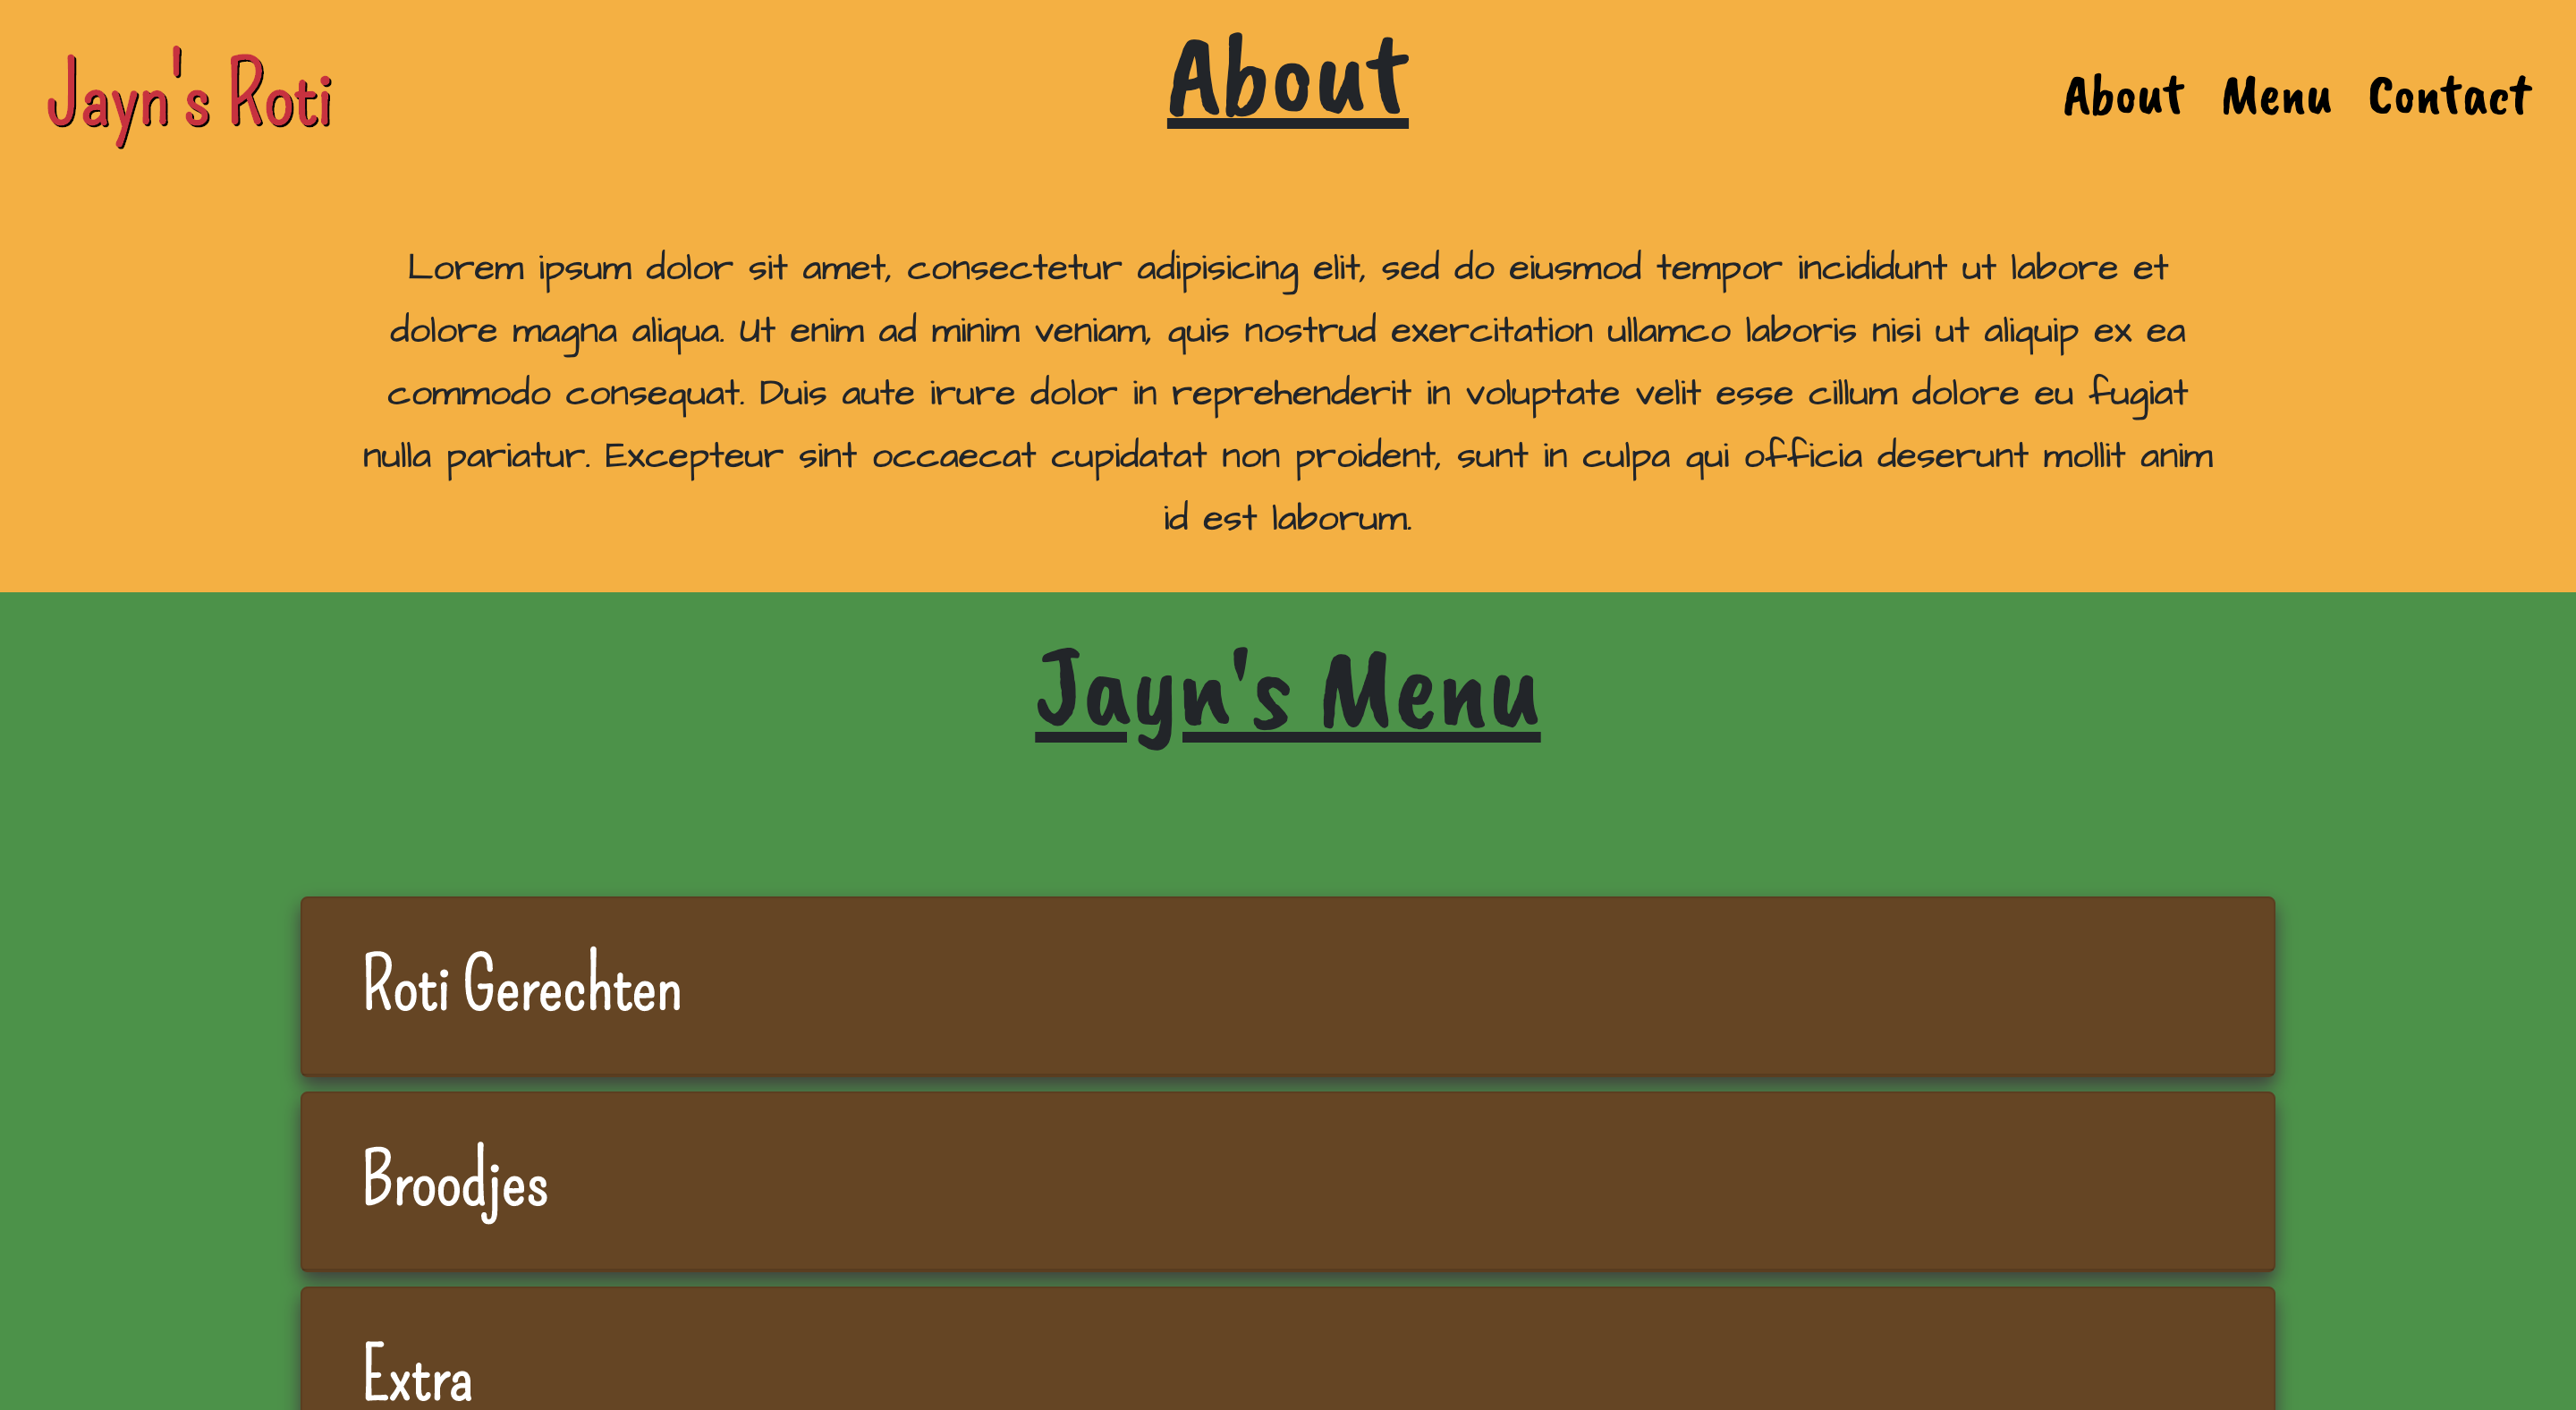 Jayn's Roti
About
About Menu Contact
Lorem ipsum dolor sit amet, consectetur adipisicing elit, sed do eiusmod tempor incididunt ut labore et
dolore magna aliqua. Ut enim ad minim veniam, quis nostrud exercitation ullamco laboris nisi ut aliquip ex ea
commodo consequat. Duis aute irure dolor in reprehenderit in voluptate velit esse cillum dolore eu fugiat
nulla pariatur. Excepteur sint occaecat cupidatat non proident, sunt in culpa qui officia deserunt mollit anim
id est laborum.
Jayn's Menu
Roti Gerechten
Broodjes
Extra